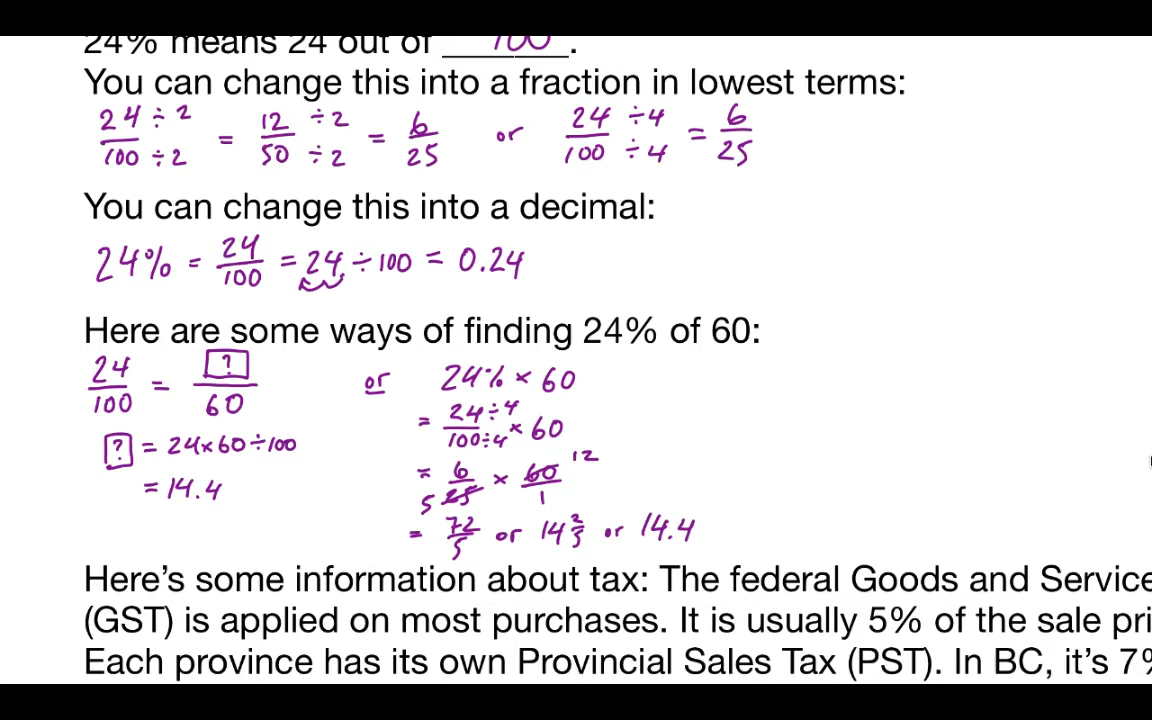 24% means 24 out of 100.
You can change this into a fraction in lowest terms:
24/100 ÷2/÷2 = 12/50 ÷2/÷2 = 6/25 or 24/100 ÷4/÷4 = 6/25
You can change this into a decimal:
24% = 24/100 = 24. ÷ 100 = 0.24
Here are some ways of finding 24% of 60:
24/100 = ?/60 or 24% × 60
= 24÷4/100÷4 × 60
? = 24×60÷100
= 14.4
= 6/25 × 60/1 5 12
= 72/5 or 14 2/5 or 14.4
Here's some information about tax: The federal Goods and Service
(GST) is applied on most purchases. It is usually 5% of the sale pri
Each province has its own Provincial Sales Tax (PST). In BC, it's 7%